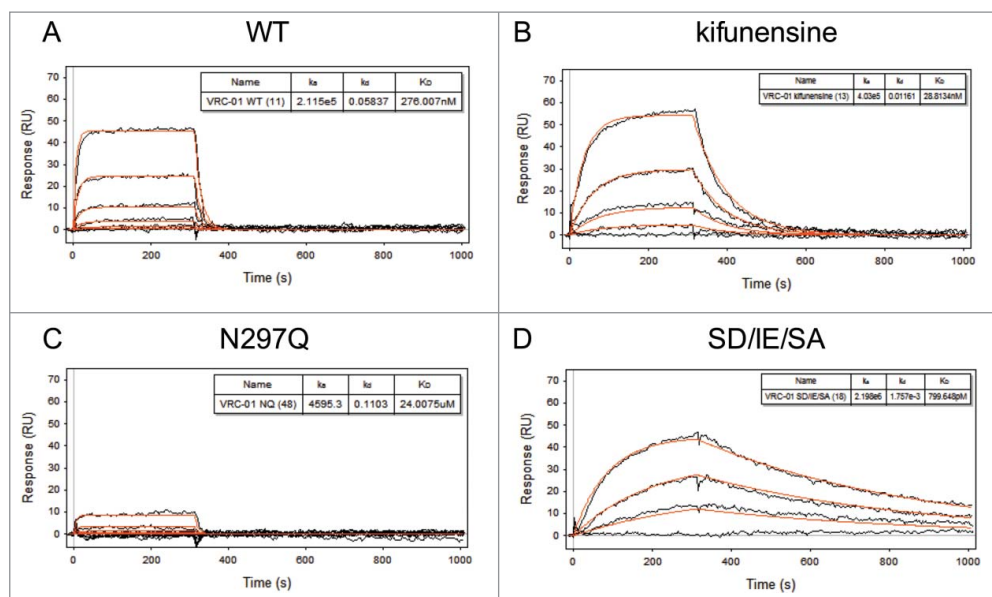 A WT
Response (RU)
70
60
50
40
30
20
10
0
Name ka kd KD
VRC-01 WT (11) 2.115e5 0.05837 276.007nM
0 200 400 600 800 1000
Time (s)
B kifunensine
Response (RU)
70
60
50
40
30
20
10
0
Name ka kd KD
VRC-01 kifunensine (13) 4.03e5 0.01161 28.8134nM
0 200 400 600 800 1000
Time (s)
C N297Q
Response (RU)
70
60
50
40
30
20
10
0
Name ka kd KD
VRC-01 NQ (48) 4595.3 0.1103 24.0075uM
0 200 400 600 800 1000
Time (s)
D SD/IE/SA
Response (RU)
70
60
50
40
30
20
10
0
Name ka kd KD
VRC-01 SD/IE/SA (18) 2.198e6 1.757e-3 799.648pM
0 200 400 600 800 1000
Time (s)